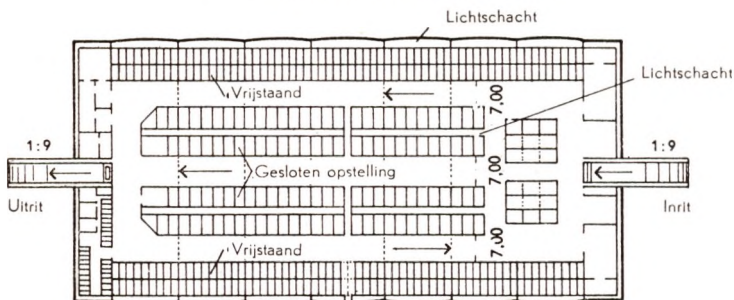 Lichtschacht
Vrijstaand
Lichtschacht
7,00
1:9
1:9
7,00
Gesloten opstelling
Uitrit
Inrit
7,00
Vrijstaand